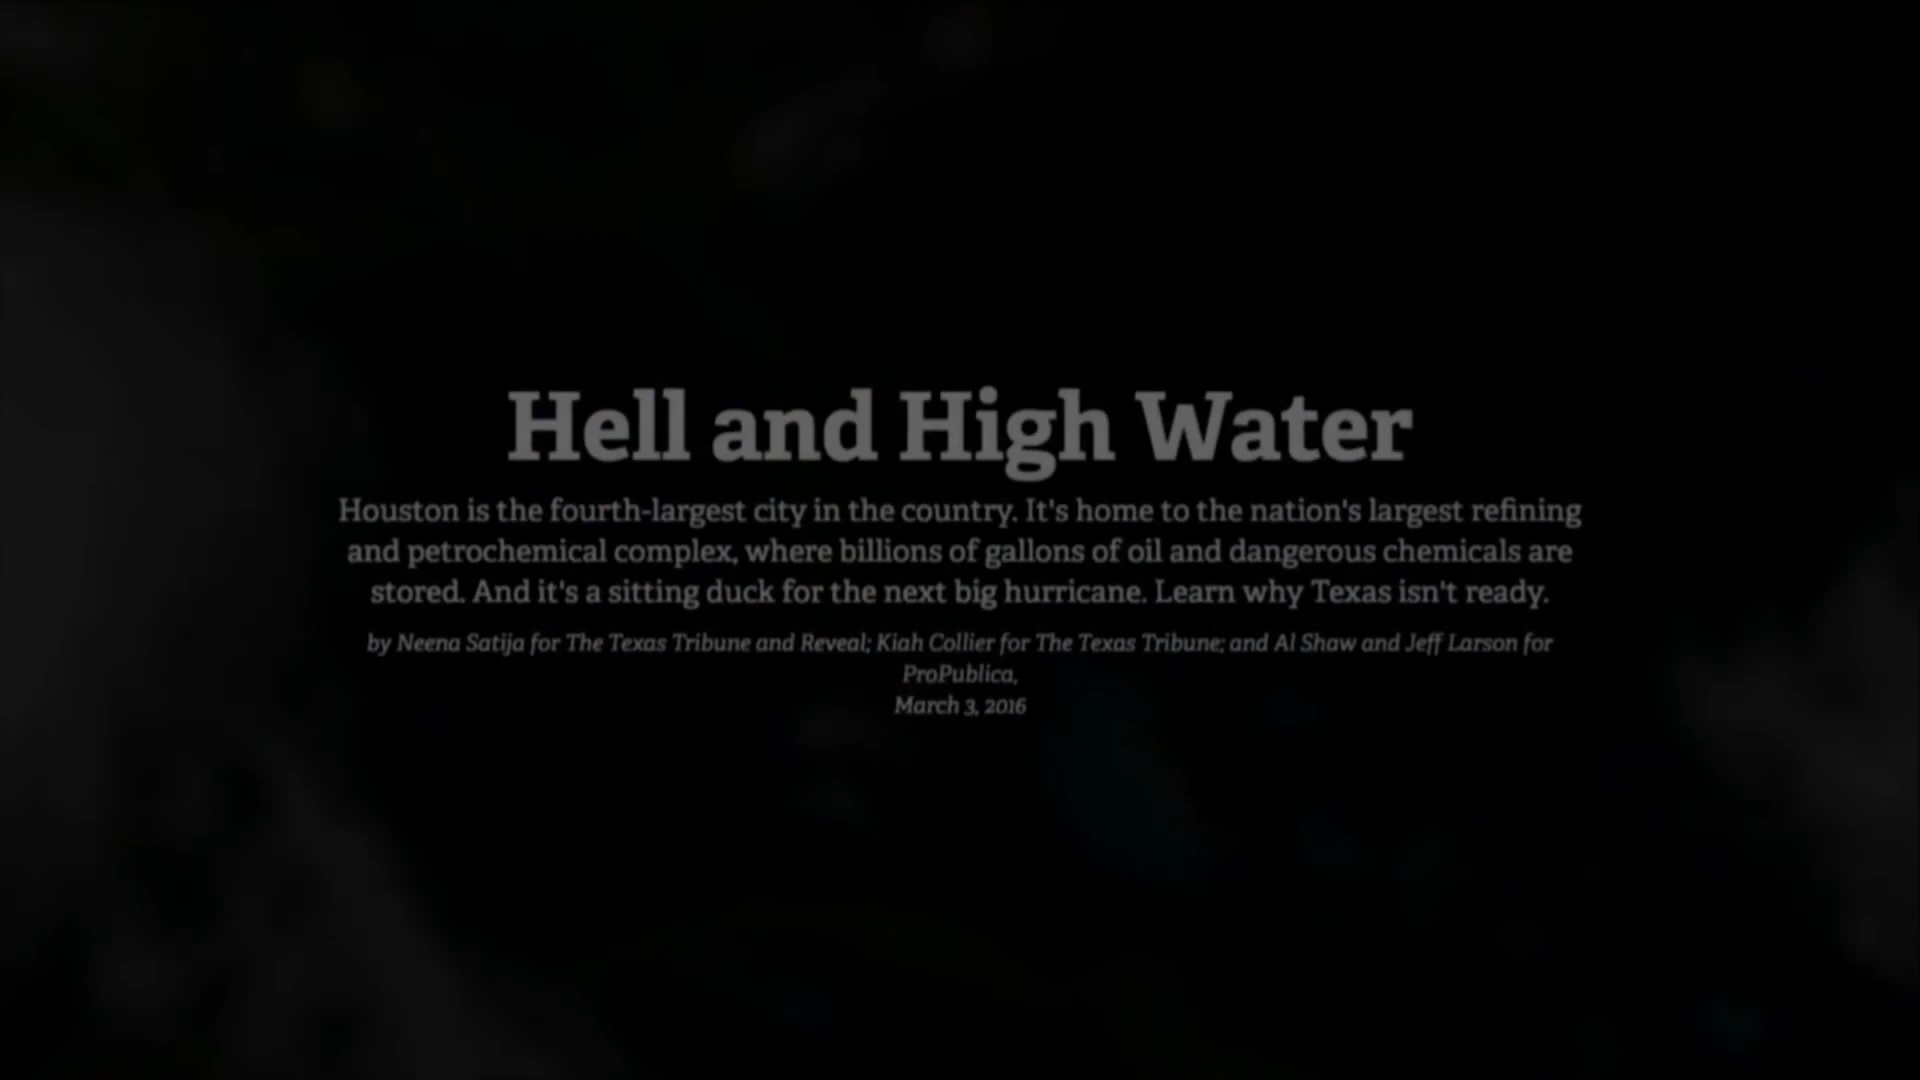 Hell and High Water
Houston is the fourth-largest city in the country. It's home to the nation's largest refining
and petrochemical complex, where billions of gallons of oil and dangerous chemicals are
stored. And it's a sitting duck for the next big hurricane. Learn why Texas isn't ready.
by Neena Satija for The Texas Tribune and Reveal; Kiah Collier for The Texas Tribune; and Al Shaw and Jeff Larson for
ProPublica,
March 3, 2016